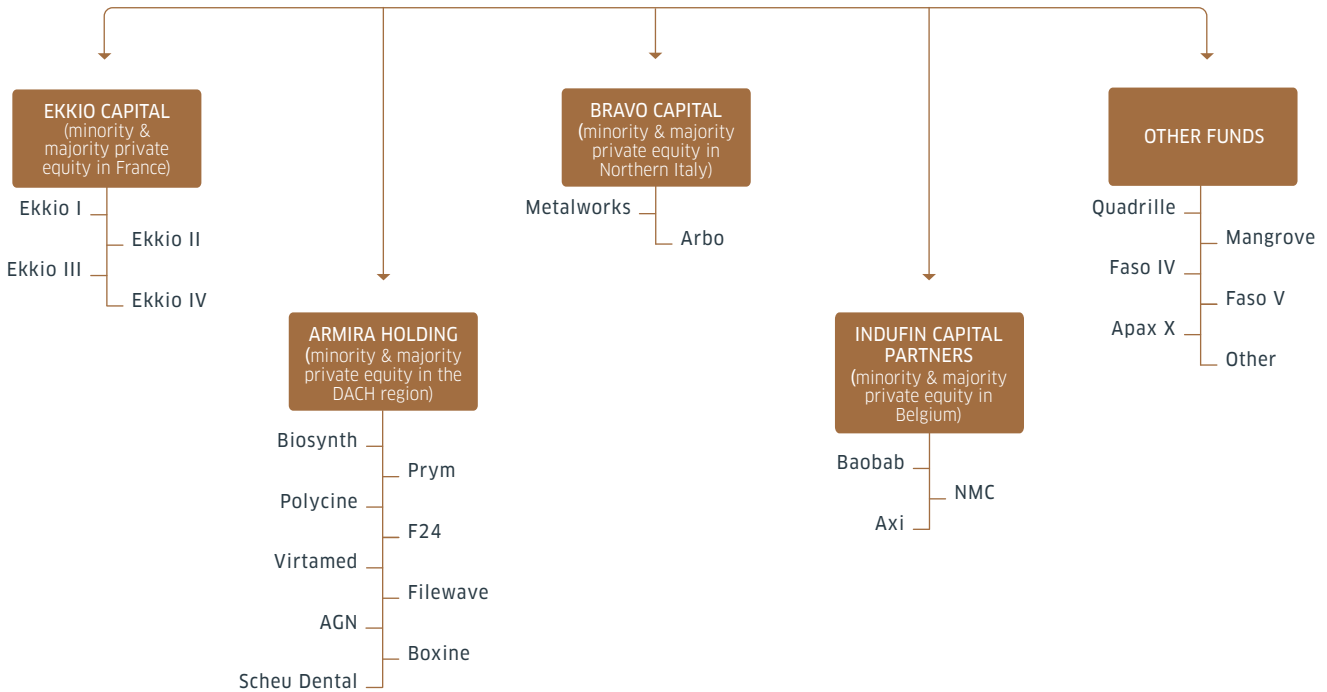 EKKIO CAPITAL
(minority &
majority private
equity in France)
Ekkio I
Ekkio II
Ekkio III
Ekkio IV
ARMIRA HOLDING
(minority & majority
private equity in the
DACH region)
Biosynth
Prym
Polycine
F24
Virtamed
Filewave
AGN
Boxine
Scheu Dental
BRAVO CAPITAL
(minority & majority
private equity in
Northern Italy)
Metalworks
Arbo
INDUFIN CAPITAL
PARTNERS
(minority & majority
private equity in
Belgium)
Baobab
NMC
Axi
OTHER FUNDS
Quadrille
Mangrove
Faso IV
Faso V
Apax X
Other